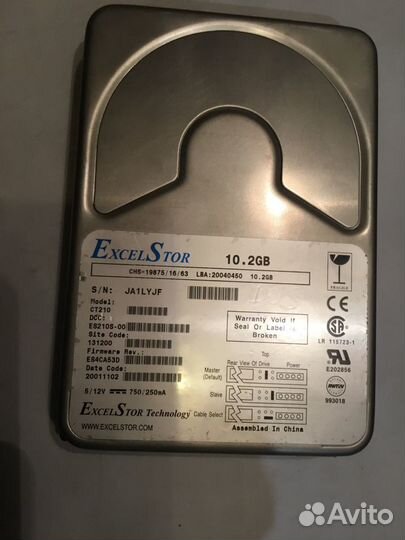 EXCELSTOR 10.2GB
CHS-19875/16/63 LBA:20040450 10.2GB
S/N: JA1LYJF
Model:
CT210
DCC:
ES210S-00
Site Code:
131200
Firmware Rev.:
ES4CA53D
Date Code:
20011102
5/12V 750/250mA
EXCELSTOR Technology
WWW.EXCELSTOR.COM
Warranty Void If
Seal Or Label is
Broken
Top
Rear View Of Drive Power
Master
(Default)
Slave
Cable Select
Assembled in China
FRAGILE
LR 115723-1
E202856
993018
Avito